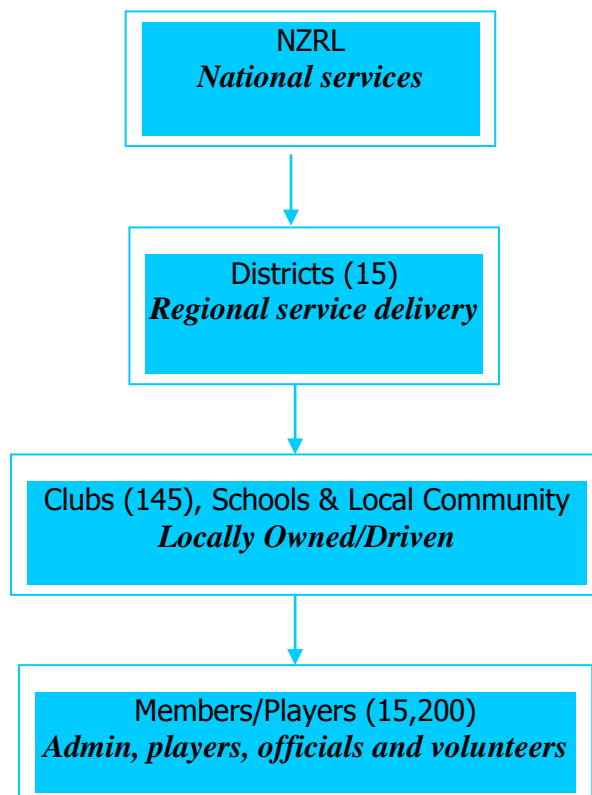 NZRL
National services
Districts (15)
Regional service delivery
Clubs (145), Schools & Local Community
Locally Owned/Driven
Members/Players (15,200)
Admin, players, officials and volunteers